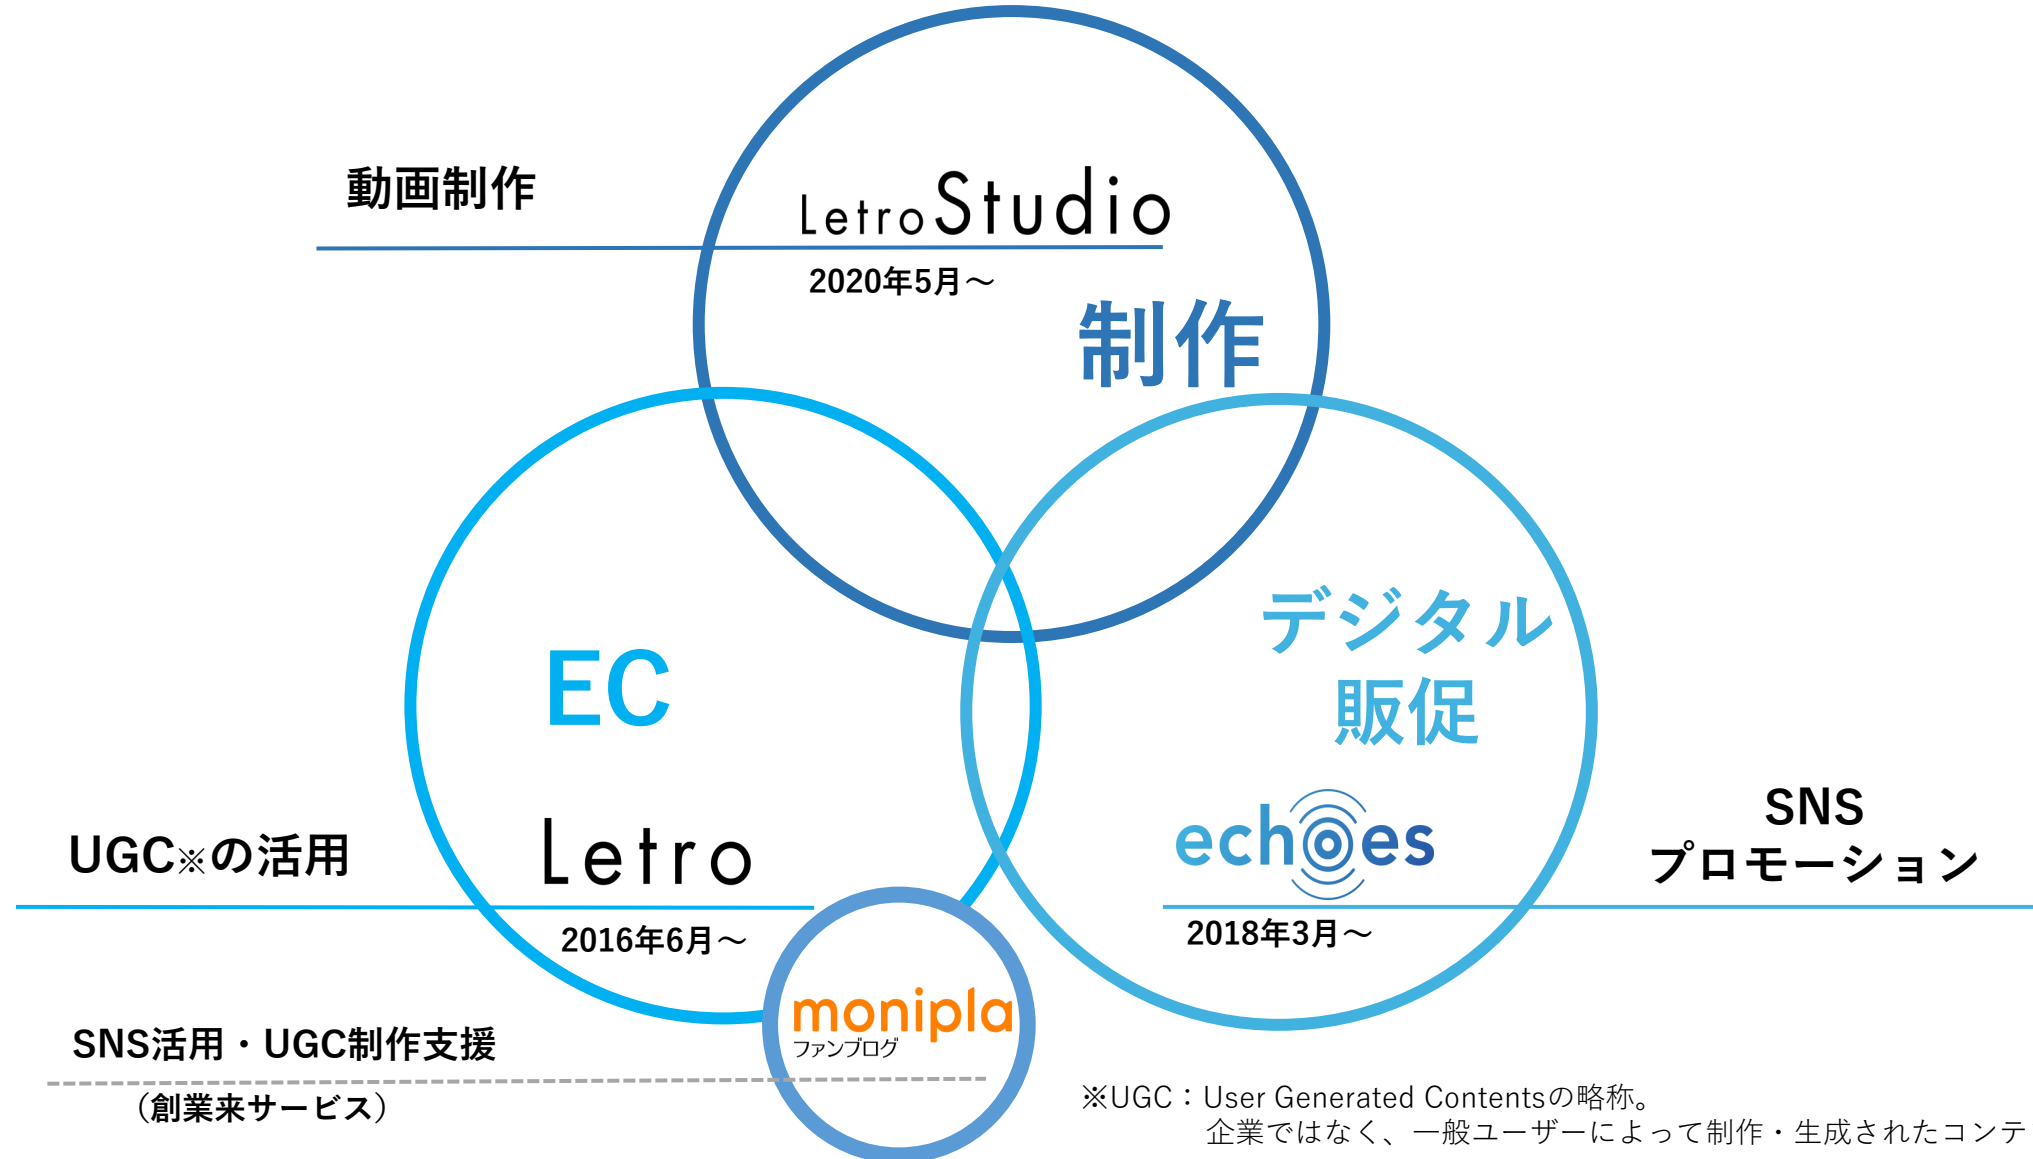 動画制作
Letro Studio
2020年5月～
制作
デジタル
販促
EC
echoes
SNS
プロモーション
2018年3月～
UGC※の活用
Letro
2016年6月～
monipla
ファンブログ
SNS活用・UGC制作支援
（創業来サービス）
※UGC：User Generated Contentsの略称。
企業ではなく、一般ユーザーによって制作・生成されたコンテ